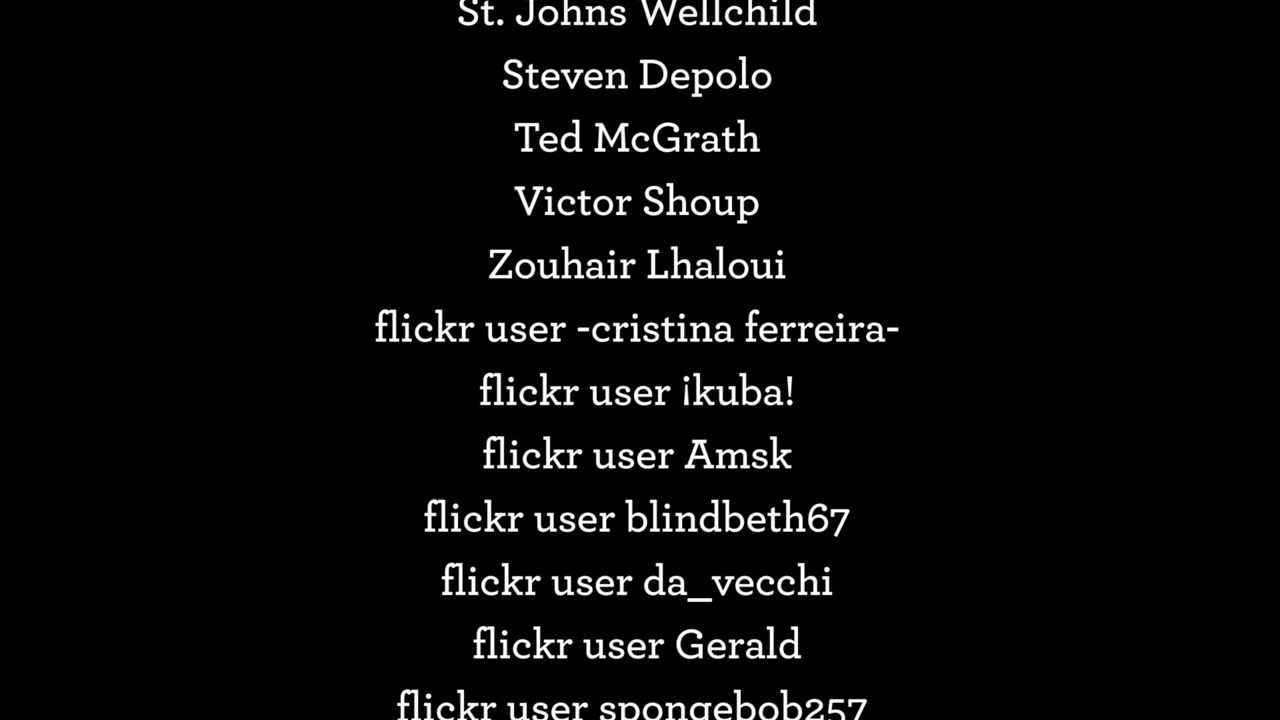 St. Johns Wellchild
Steven Depolo
Ted McGrath
Victor Shoup
Zouhair Lhaloui
flickr user -cristina ferreira-
flickr user ¡kuba!
flickr user Amsk
flickr user blindbeth67
flickr user da_vecchi
flickr user Gerald
flickr user spongebob257